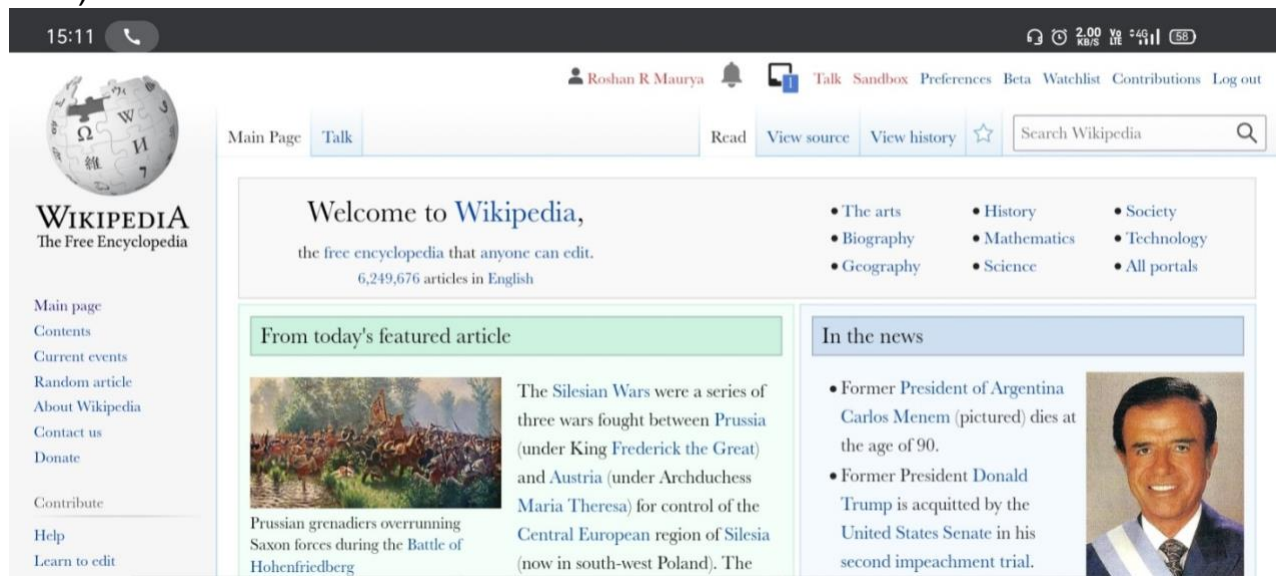 15:11
2.00 KB/S Vo LTE 4G 58
Roshan R Maurya 1 Talk Sandbox Preferences Beta Watchlist Contributions Log out
Main Page Talk Read View source View history Search Wikipedia
WIKIPEDIA
The Free Encyclopedia
Main page
Contents
Current events
Random article
About Wikipedia
Contact us
Donate
Contribute
Help
Learn to edit
Welcome to Wikipedia,
the free encyclopedia that anyone can edit.
6,249,676 articles in English
• The arts • History • Society
• Biography • Mathematics • Technology
• Geography • Science • All portals
From today's featured article
Prussian grenadiers overrunning
Saxon forces during the Battle of
Hohenfriedberg
The Silesian Wars were a series of
three wars fought between Prussia
(under King Frederick the Great)
and Austria (under Archduchess
Maria Theresa) for control of the
Central European region of Silesia
(now in south-west Poland). The
In the news
• Former President of Argentina
Carlos Menem (pictured) dies at
the age of 90.
• Former President Donald
Trump is acquitted by the
United States Senate in his
second impeachment trial.